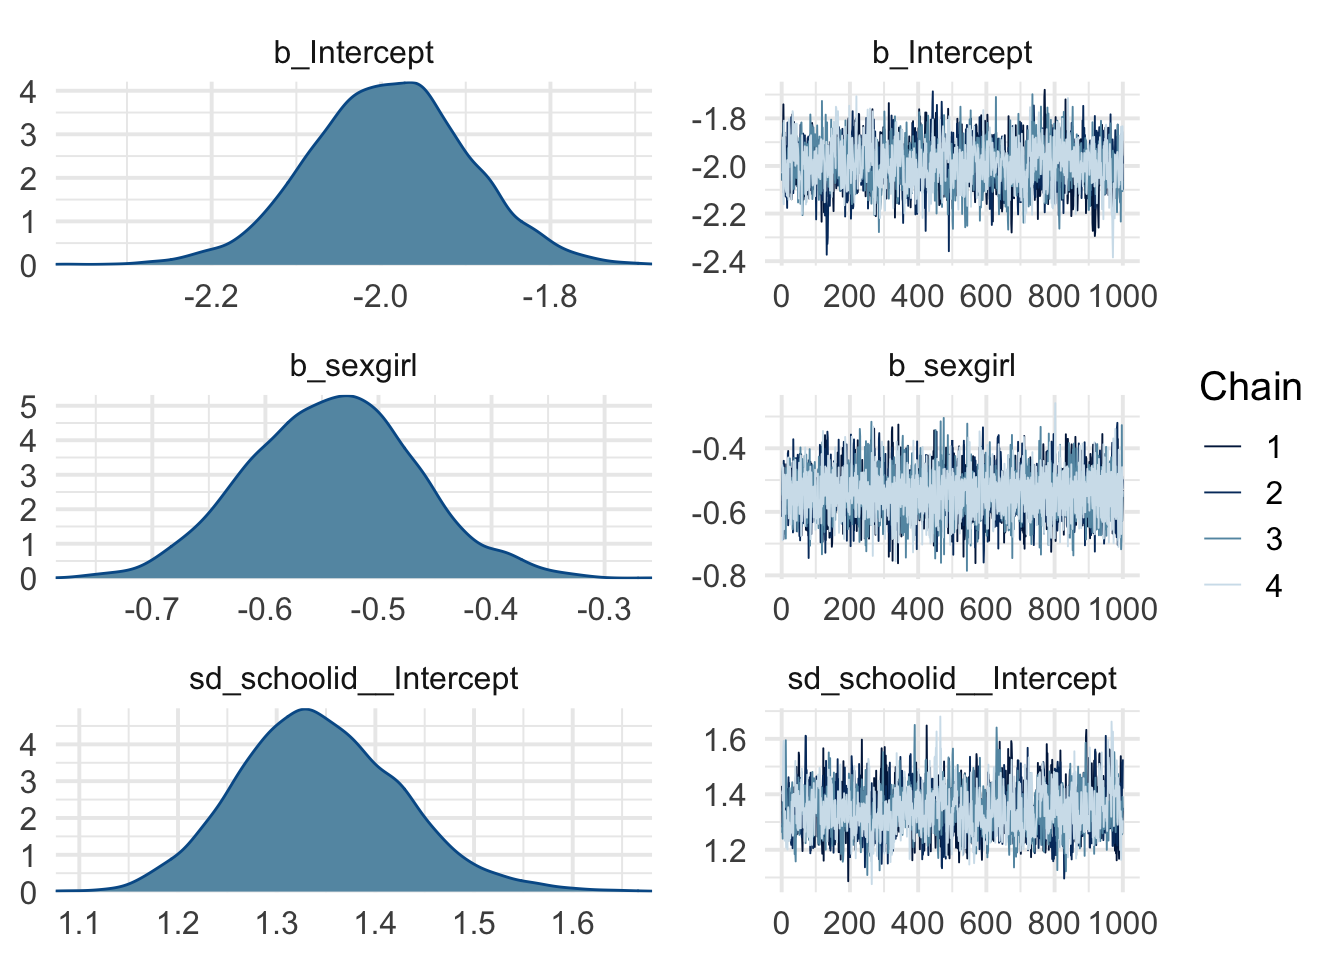 b_Intercept
4
3
2
1
0
-2.2 -2.0 -1.8
b_Intercept
-1.8
-2.0
-2.2
-2.4
0 200 400 600 800 1000
b_sexgirl
5
4
3
2
1
0
-0.7 -0.6 -0.5 -0.4 -0.3
b_sexgirl
-0.4
-0.6
-0.8
0 200 400 600 800 1000
sd_schoolid__Intercept
4
3
2
1
0
1.1 1.2 1.3 1.4 1.5 1.6
sd_schoolid__Intercept
1.6
1.4
1.2
0 200 400 600 800 1000
Chain
1
2
3
4